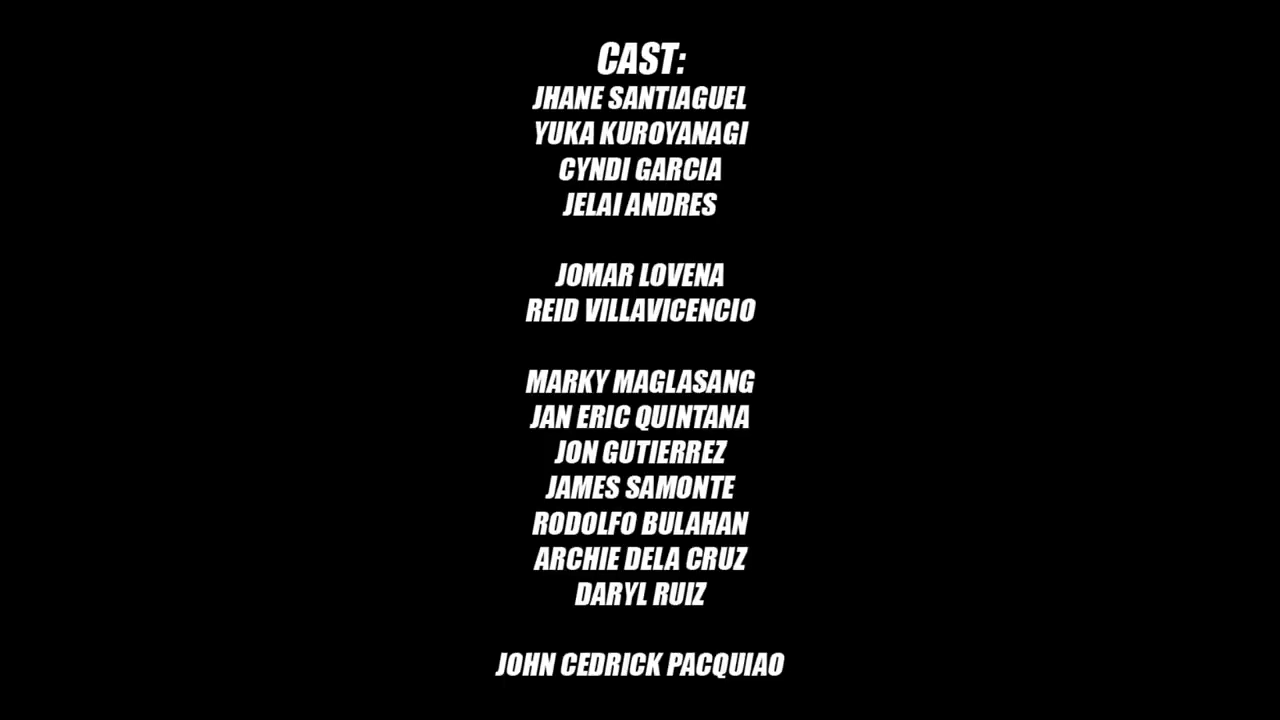 CAST:
JHANE SANTIAGUEL
YUKA KUROYANAGI
CYNDI GARCIA
JELAI ANDRES
JOMAR LOVENA
REID VILLAVICENCIO
MARKY MAGLASANG
JAN ERIC QUINTANA
JON GUTIERREZ
JAMES SAMONTE
RODOLFO BULAHAN
ARCHIE DELA CRUZ
DARYL RUIZ
JOHN CEDRICK PACQUIAO